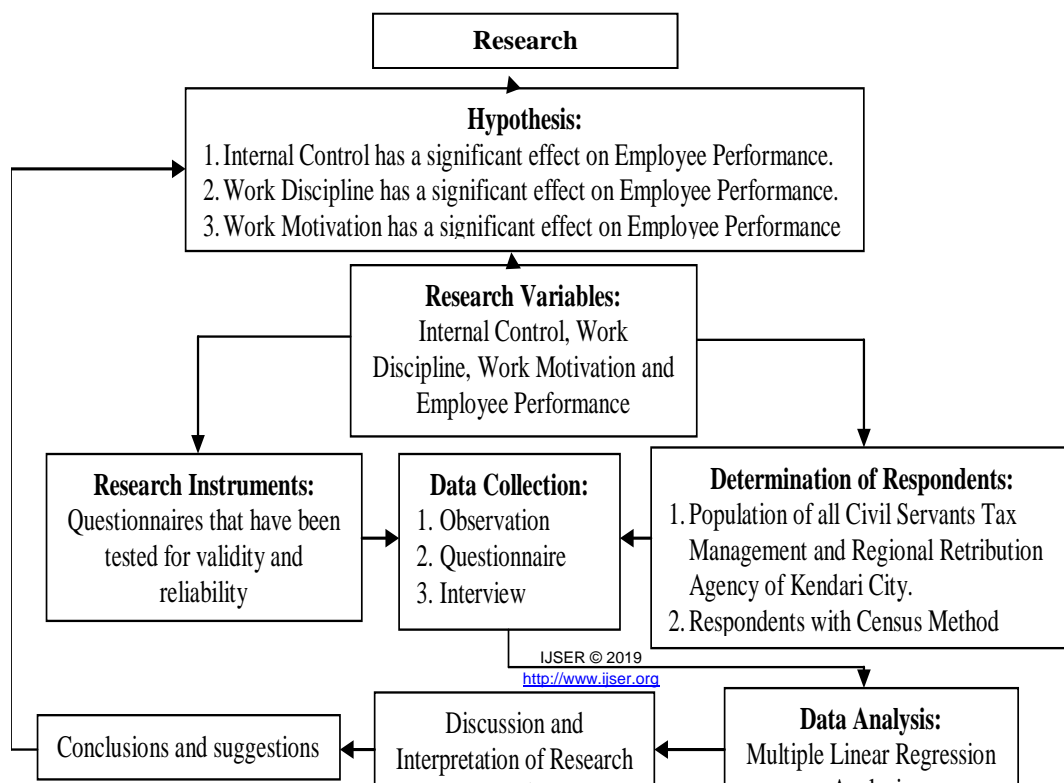 Research
Hypothesis:
1. Internal Control has a significant effect on Employee Performance.
2. Work Discipline has a significant effect on Employee Performance.
3. Work Motivation has a significant effect on Employee Performance
Research Variables:
Internal Control, Work
Discipline, Work Motivation and
Employee Performance
Research Instruments:
Questionnaires that have been
tested for validity and
reliability
Data Collection:
1. Observation
2. Questionnaire
3. Interview
Determination of Respondents:
1. Population of all Civil Servants Tax
Management and Regional Retribution
Agency of Kendari City.
2. Respondents with Census Method
IJSER © 2019
http://www.ijser.org
Conclusions and suggestions
Discussion and
Interpretation of Research
Data Analysis:
Multiple Linear Regression